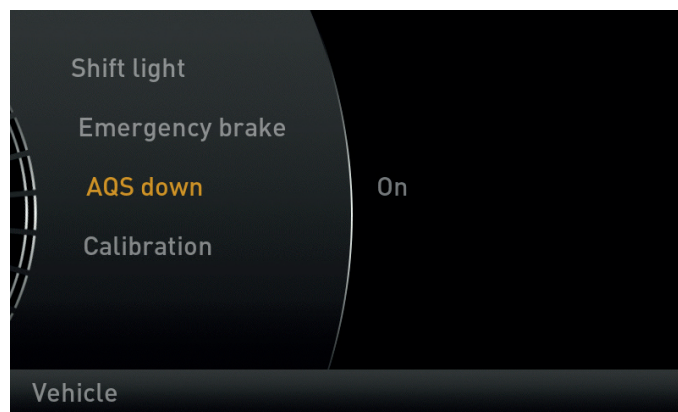 Shift light
Emergency brake
AQS down
On
Calibration
Vehicle